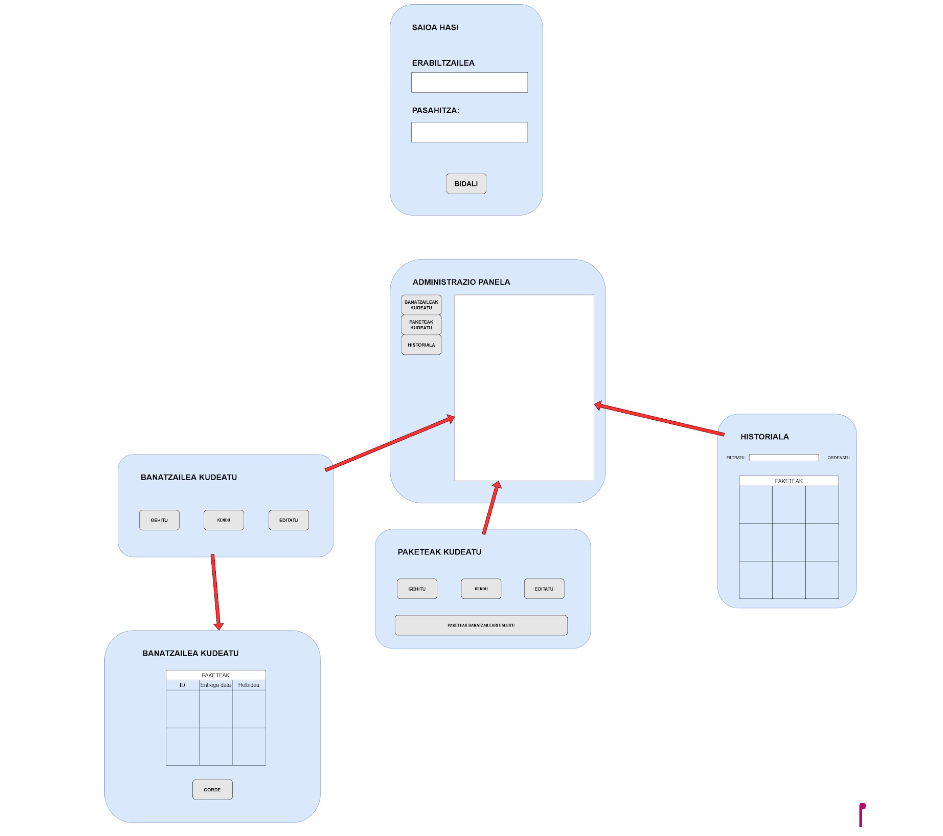 SAIOA HASI
ERABILTZAILEA
PASAHITZA:
BIDALI
ADMINISTRAZIO PANELA
BANATZAILEAK
KUDEATU
PAKETEAK
KUDEATU
HISTORIALA
HISTORIALA
FILTRATU
ORDENATU
PAKETEAK
BANATZAILEA KUDEATU
GEHITU
KENDU
EDITATU
PAKETEAK KUDEATU
GEHITU
KENDU
EDITATU
PAKETEAK BANATZAILEARI ESLEITU
BANATZAILEA KUDEATU
PAKETEAK
ID
Entrega data
Helbidea
GORDE